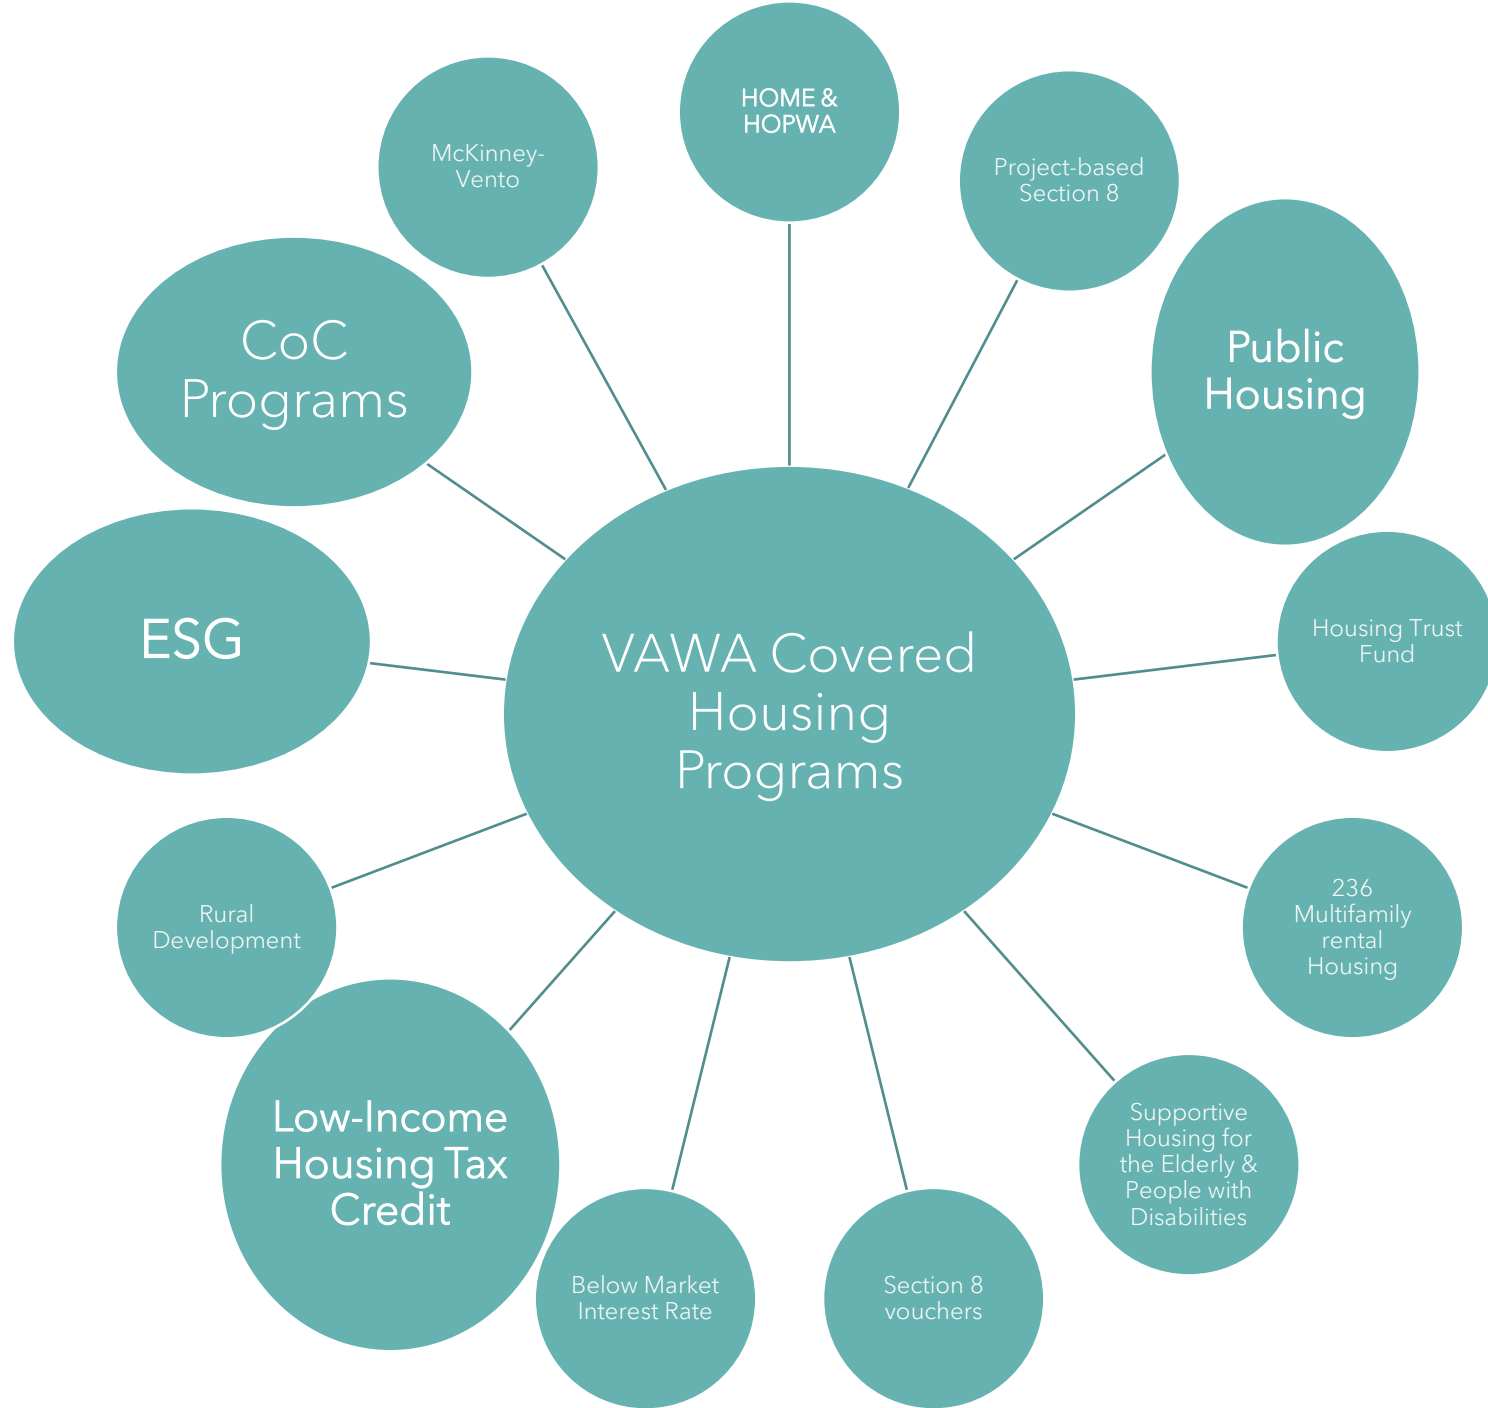 HOME &
HOPWA
Project-based
Section 8
Public
Housing
Housing Trust
Fund
236
Multifamily
rental
Housing
Supportive
Housing for
the Elderly &
People with
Disabilities
Section 8
vouchers
Below Market
Interest Rate
Low-Income
Housing Tax
Credit
Rural
Development
ESG
CoC
Programs
McKinney-
Vento
VAWA Covered
Housing
Programs